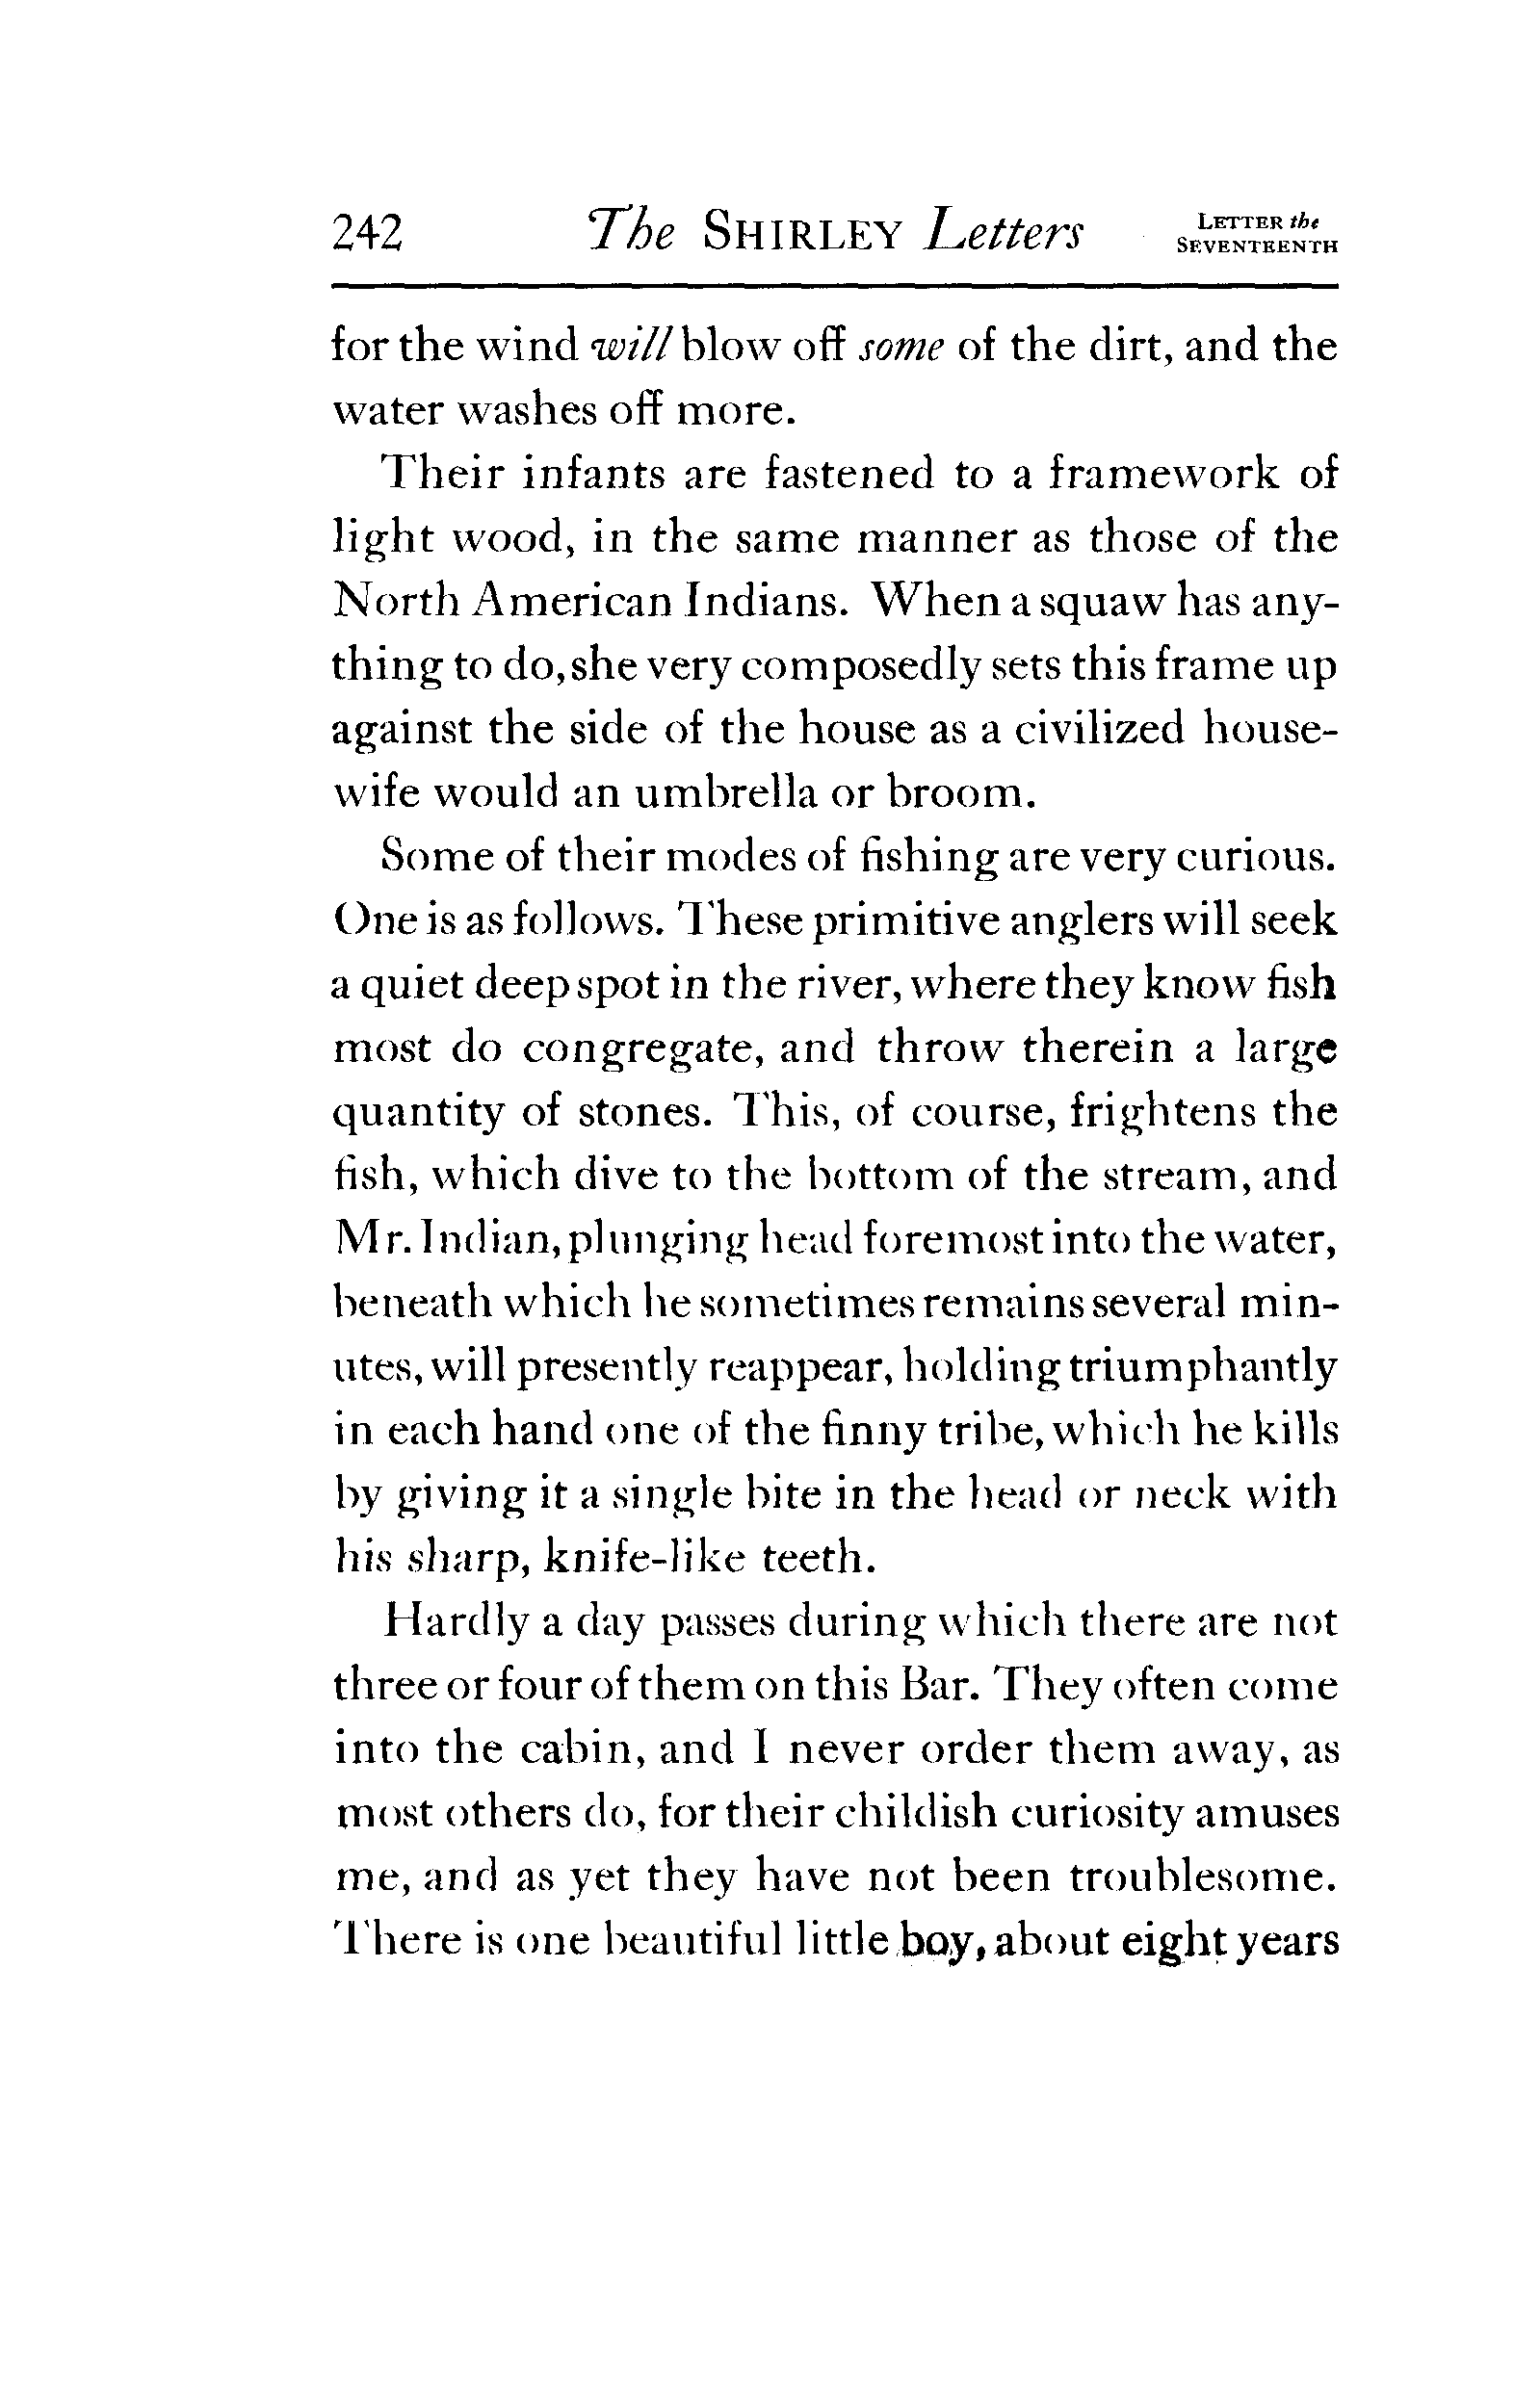 242 The SHIRLEY Letters LETTER the SEVENTEENTH
for the wind will blow off some of the dirt, and the
water washes off more.
Their infants are fastened to a framework of
light wood, in the same manner as those of the
North American Indians. When a squaw has any-
thing to do, she very composedly sets this frame up
against the side of the house as a civilized house-
wife would an umbrella or broom.
Some of their modes of fishing are very curious.
One is as follows. These primitive anglers will seek
a quiet deep spot in the river, where they know fish
most do congregate, and throw therein a large
quantity of stones. This, of course, frightens the
fish, which dive to the bottom of the stream, and
Mr. Indian, plunging head foremost into the water,
beneath which he sometimes remains several min-
utes, will presently reappear, holding triumphantly
in each hand one of the finny tribe, which he kills
by giving it a single bite in the head or neck with
his sharp, knife-like teeth.
Hardly a day passes during which there are not
three or four of them on this Bar. They often come
into the cabin, and I never order them away, as
most others do, for their childish curiosity amuses
me, and as yet they have not been troublesome.
There is one beautiful little boy, about eight years